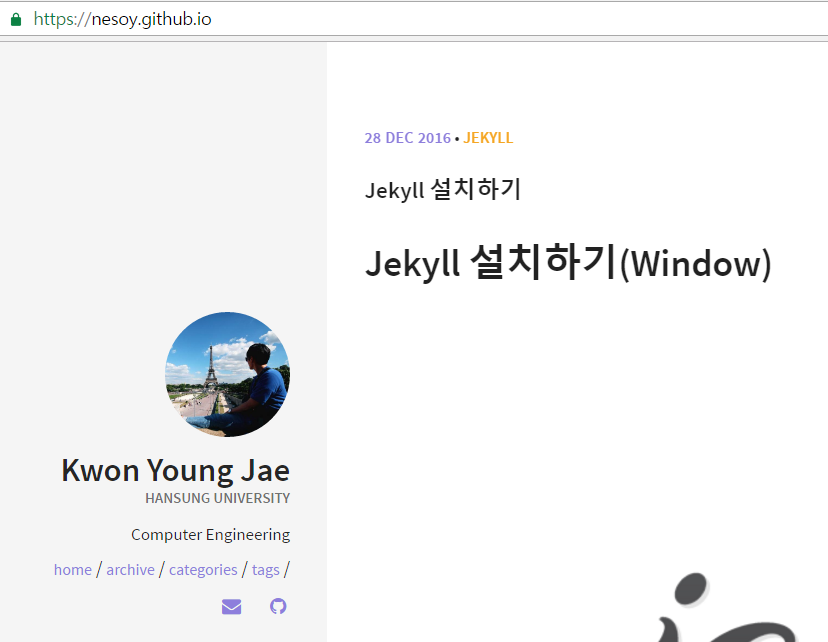 https://nesoy.github.io
28 DEC 2016 • JEKYLL
Jekyll 설치하기
Jekyll 설치하기(Window)
Kwon Young Jae
HANSUNG UNIVERSITY
Computer Engineering
home / archive / categories / tags /